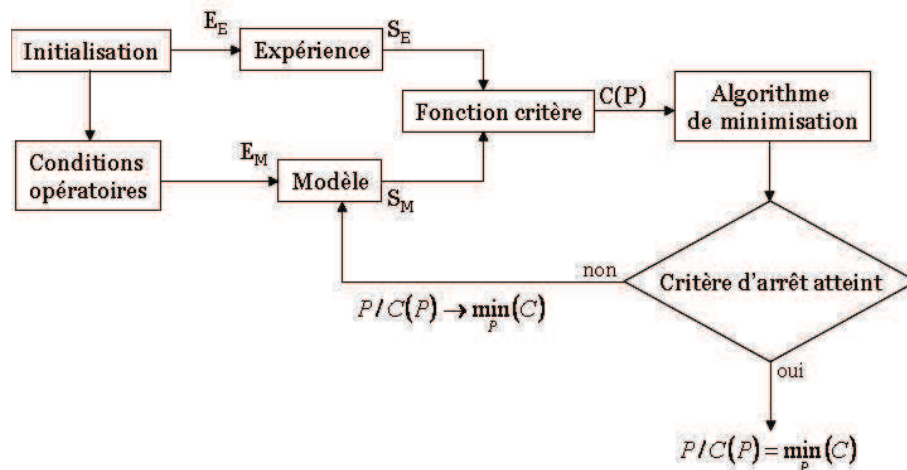 E_E
S_E
Initialisation
Expérience
C(P)
Algorithme
de minimisation
Fonction critère
Conditions
opératoires
E_M
Modèle
S_M
non
Critère d'arrêt atteint
P / C(P) → min_P(C)
oui
P / C(P) = min_P(C)